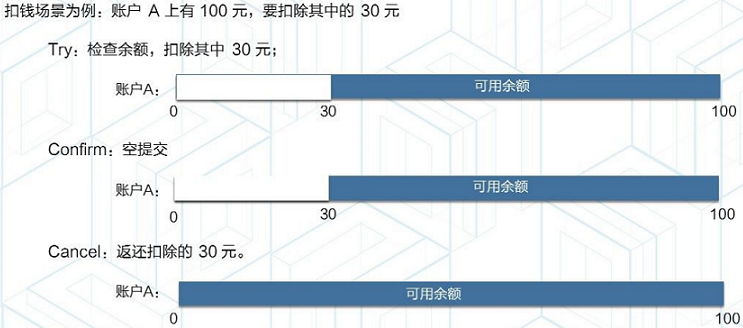 扣钱场景为例：账户 A 上有 100 元，要扣除其中的 30 元
Try：检查余额，扣除其中 30 元；
账户A：
可用余额
0 30 100
Confirm：空提交
账户A：
可用余额
0 30 100
Cancel：返还扣除的 30 元。
账户A：
可用余额
0 100